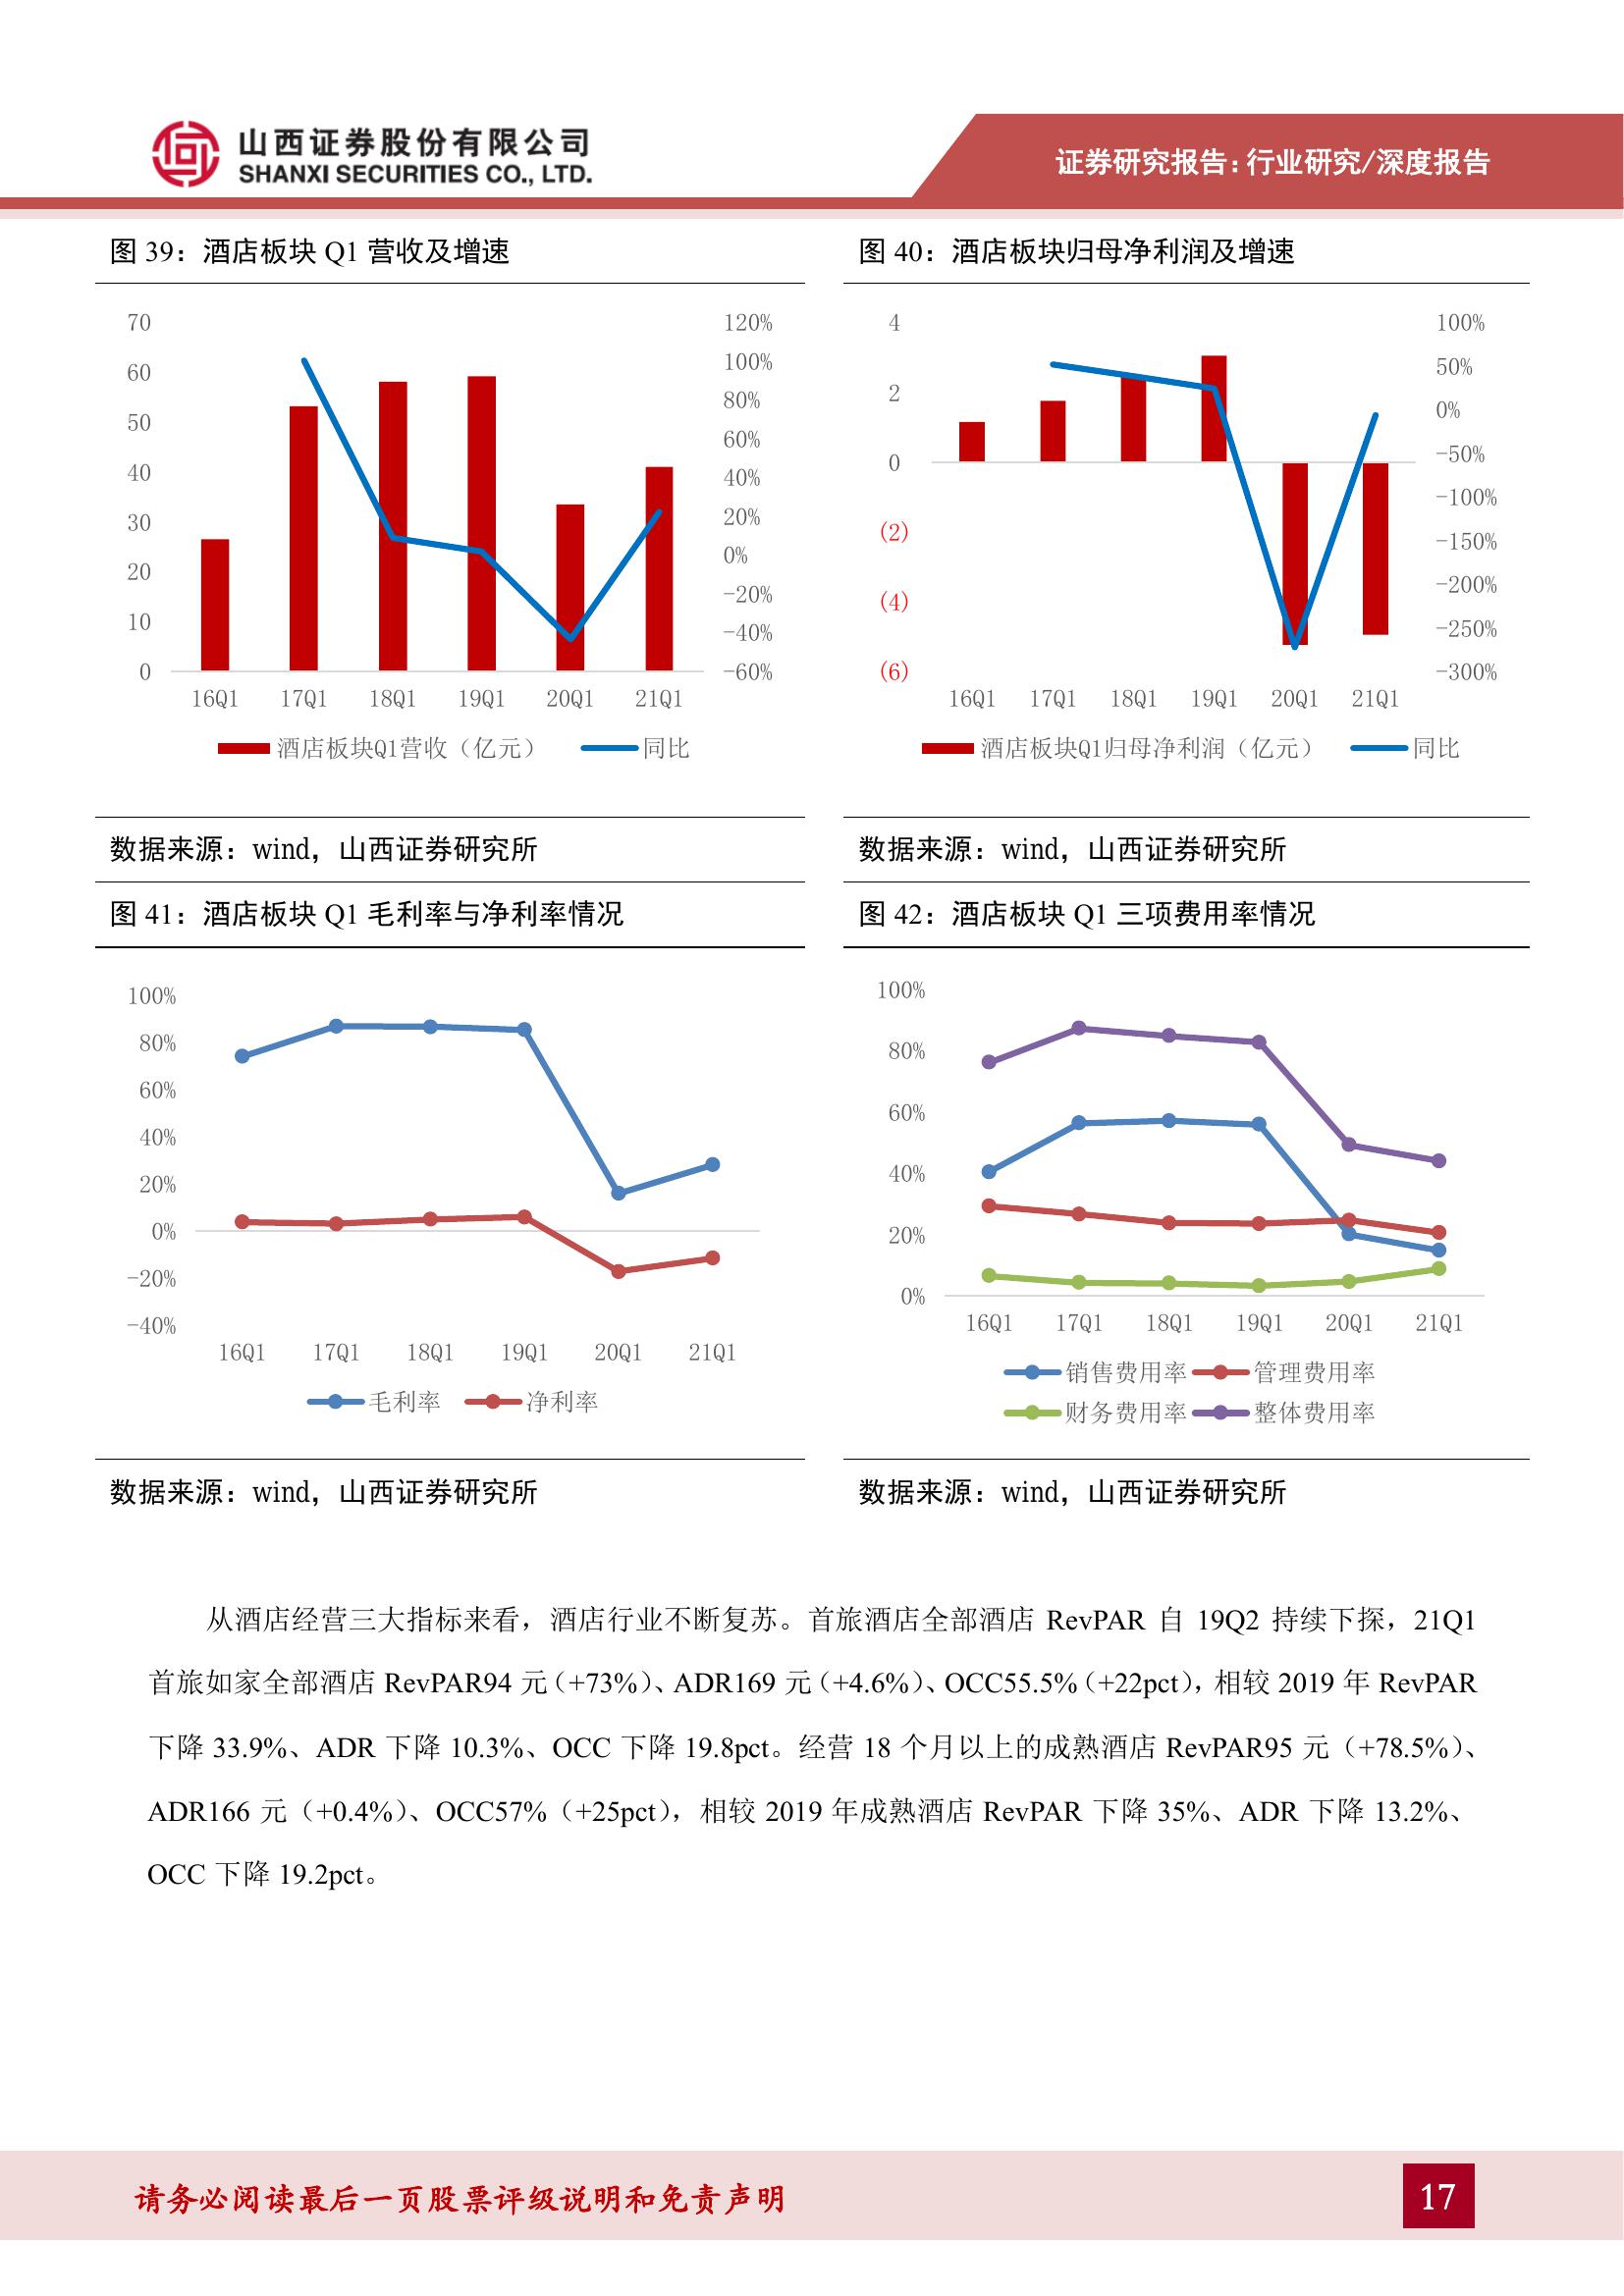 山西证券股份有限公司
SHANXI SECURITIES CO., LTD.
证券研究报告：行业研究/深度报告
图 39：酒店板块 Q1 营收及增速
70
60
50
40
30
20
10
0
120%
100%
80%
60%
40%
20%
0%
-20%
-40%
-60%
16Q1 17Q1 18Q1 19Q1 20Q1 21Q1
酒店板块Q1营收（亿元） 同比
数据来源：wind，山西证券研究所
图 40：酒店板块归母净利润及增速
4
2
0
(2)
(4)
(6)
100%
50%
0%
-50%
-100%
-150%
-200%
-250%
-300%
16Q1 17Q1 18Q1 19Q1 20Q1 21Q1
酒店板块Q1归母净利润（亿元） 同比
数据来源：wind，山西证券研究所
图 41：酒店板块 Q1 毛利率与净利率情况
100%
80%
60%
40%
20%
0%
-20%
-40%
16Q1 17Q1 18Q1 19Q1 20Q1 21Q1
毛利率 净利率
数据来源：wind，山西证券研究所
图 42：酒店板块 Q1 三项费用率情况
100%
80%
60%
40%
20%
0%
16Q1 17Q1 18Q1 19Q1 20Q1 21Q1
销售费用率 管理费用率
财务费用率 整体费用率
数据来源：wind，山西证券研究所
从酒店经营三大指标来看，酒店行业不断复苏。首旅酒店全部酒店 RevPAR 自 19Q2 持续下探，21Q1
首旅如家全部酒店 RevPAR94 元（+73%）、ADR169 元（+4.6%）、OCC55.5%（+22pct），相较 2019 年 RevPAR
下降 33.9%、ADR 下降 10.3%、OCC 下降 19.8pct。经营 18 个月以上的成熟酒店 RevPAR95 元（+78.5%）、
ADR166 元（+0.4%）、OCC57%（+25pct），相较 2019 年成熟酒店 RevPAR 下降 35%、ADR 下降 13.2%、
OCC 下降 19.2pct。
请务必阅读最后一页股票评级说明和免责声明
17